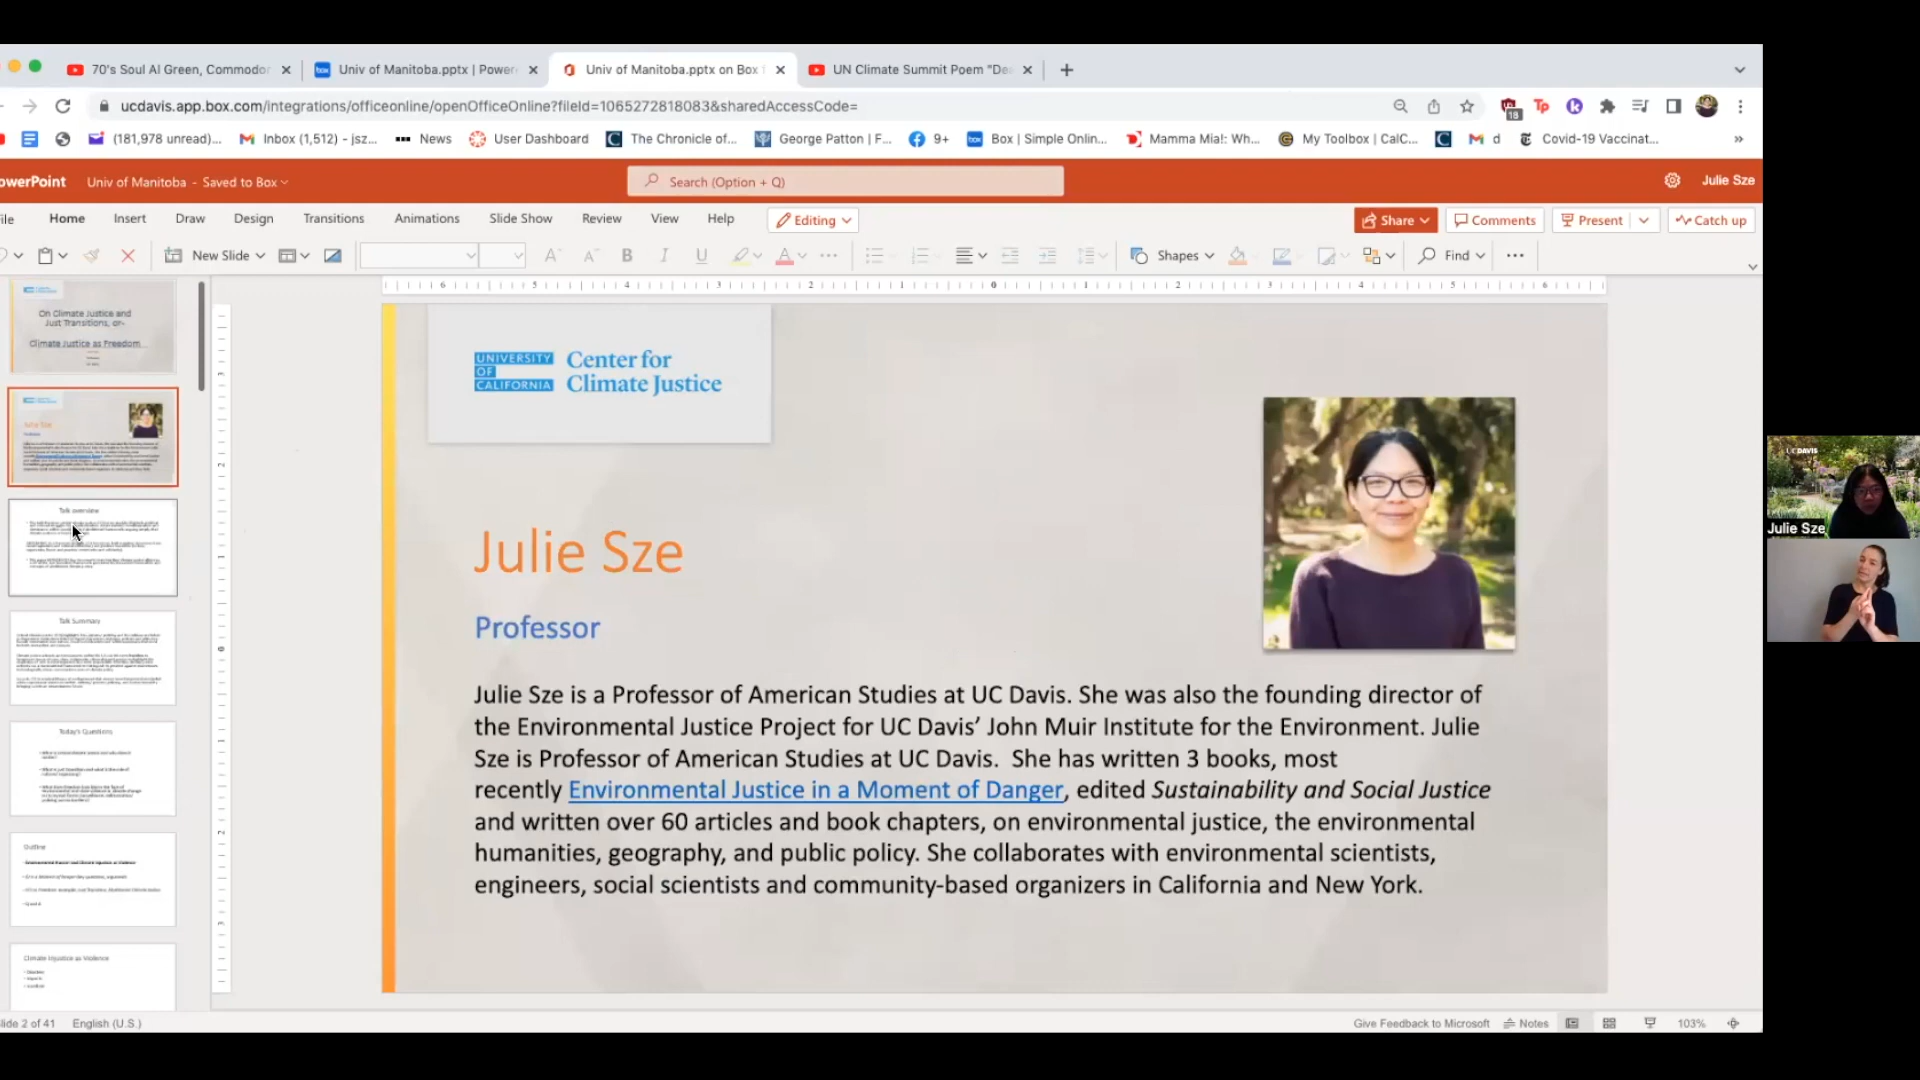 70's Soul Al Green, Commodor
Univ of Manitoba.pptx | Power
Univ of Manitoba.pptx on Box
UN Climate Summit Poem "De
ucdavis.app.box.com/integrations/officeonline/openOfficeOnline?fileId=1065272818083&sharedAccessCode=
18
Tp
(181,978 unread)...
Inbox (1,512) - jsz...
News
User Dashboard
The Chronicle of...
George Patton | F...
9+
Box | Simple Onlin...
Mamma Mia!: Wh...
My Toolbox | CalC...
d
Covid-19 Vaccinat...
»
owerPoint
Univ of Manitoba - Saved to Box
Search (Option + Q)
Julie Sze
ile
Home
Insert
Draw
Design
Transitions
Animations
Slide Show
Review
View
Help
Editing
Share
Comments
Present
Catch up
New Slide
B I U
Shapes
Find
On Climate Justice and
Just Transitions, or-
Climate Justice as Freedom
Julie Sze
Talk overview
Talk Summary
Today's Questions
Outline
Climate Injustice as Violence
UNIVERSITY
OF
CALIFORNIA
Center for
Climate Justice
Julie Sze
Professor
Julie Sze is a Professor of American Studies at UC Davis. She was also the founding director of
the Environmental Justice Project for UC Davis’ John Muir Institute for the Environment. Julie
Sze is Professor of American Studies at UC Davis.  She has written 3 books, most
recently Environmental Justice in a Moment of Danger, edited Sustainability and Social Justice
and written over 60 articles and book chapters, on environmental justice, the environmental
humanities, geography, and public policy. She collaborates with environmental scientists,
engineers, social scientists and community-based organizers in California and New York.
UCDAVIS
Julie Sze
lide 2 of 41
English (U.S.)
Give Feedback to Microsoft
Notes
103%